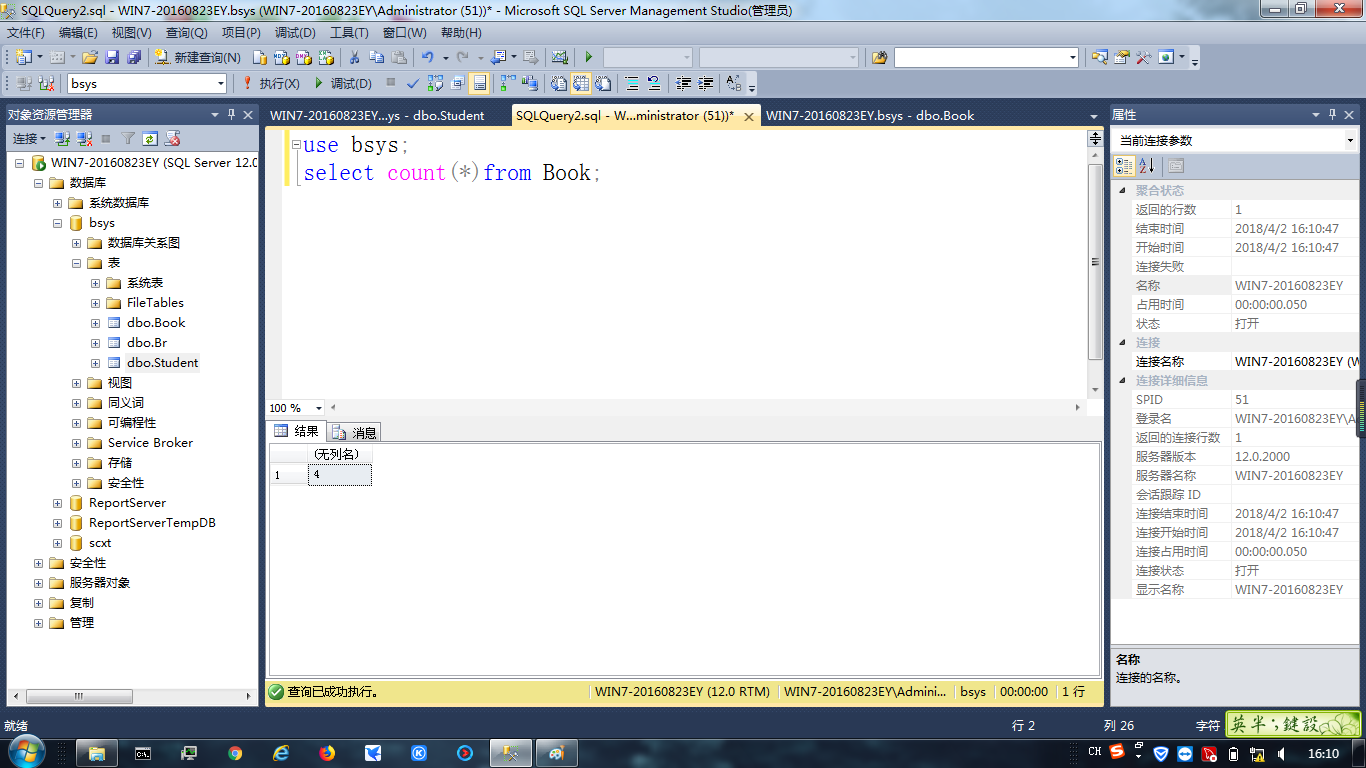 SQLQuery2.sql - WIN7-20160823EY.bsys (WIN7-20160823EY\Administrator (51))* - Microsoft SQL Server Management Studio(管理员)
文件(F) 编辑(E) 视图(V) 查询(Q) 项目(P) 调试(D) 工具(T) 窗口(W) 帮助(H)
新建查询(N)
bsys 执行(X) 调试(D)
对象资源管理器
连接
WIN7-20160823EY (SQL Server 12.0
数据库
系统数据库
bsys
数据库关系图
表
系统表
FileTables
dbo.Book
dbo.Br
dbo.Student
视图
同义词
可编程性
Service Broker
存储
安全性
ReportServer
ReportServerTempDB
scxt
安全性
服务器对象
复制
管理
WIN7-20160823EY....ys - dbo.Student SQLQuery2.sql - W...ministrator (51))* WIN7-20160823EY.bsys - dbo.Book
use bsys;
select count(*)from Book;
100 %
结果 消息
(无列名)
1 4
查询已成功执行。 WIN7-20160823EY (12.0 RTM) WIN7-20160823EY\Admini... bsys 00:00:00 1 行
属性
当前连接参数
聚合状态
返回的行数 1
结束时间 2018/4/2 16:10:47
开始时间 2018/4/2 16:10:47
连接失败
名称 WIN7-20160823EY
占用时间 00:00:00.050
状态 打开
连接
连接名称 WIN7-20160823EY (W
连接详细信息
SPID 51
登录名 WIN7-20160823EY\A
返回的连接行数 1
服务器版本 12.0.2000
服务器名称 WIN7-20160823EY
会话跟踪 ID
连接结束时间 2018/4/2 16:10:47
连接开始时间 2018/4/2 16:10:47
连接占用时间 00:00:00.050
连接状态 打开
显示名称 WIN7-20160823EY
名称
连接的名称。
就绪 行 2 列 26 字符
英半;键设
CH 16:10